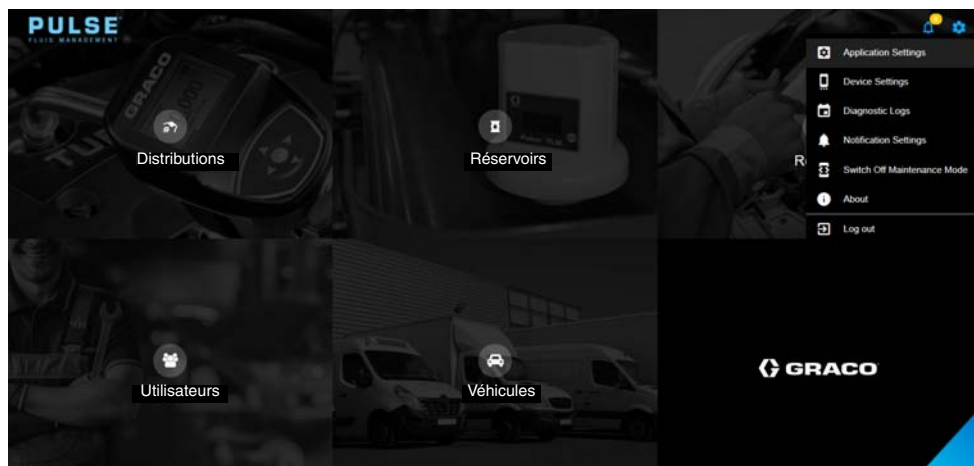 PULSE
FLUID MANAGEMENT
Application Settings
Device Settings
Diagnostic Logs
Notification Settings
Switch Off Maintenance Mode
About
Log out
GRACO
Distributions
Réservoirs
Utilisateurs
Véhicules
GRACO